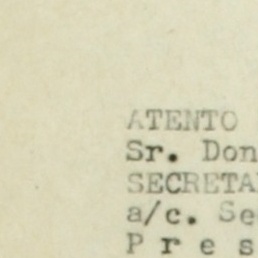 ATENTO
Sr. Don
SECRETA
a/c. Se
P r e s